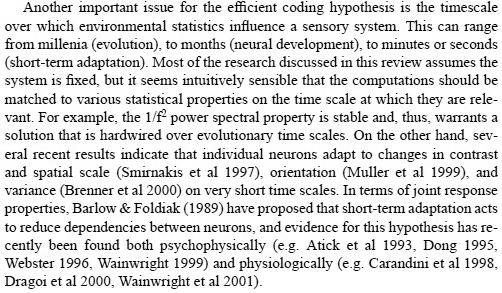 Another important issue for the efficient coding hypothesis is the timescale
over which environmental statistics influence a sensory system. This can range
from millenia (evolution), to months (neural development), to minutes or seconds
(short-term adaptation). Most of the research discussed in this review assumes the
system is fixed, but it seems intuitively sensible that the computations should be
matched to various statistical properties on the time scale at which they are rele-
vant. For example, the 1/f² power spectral property is stable and, thus, warrants a
solution that is hardwired over evolutionary time scales. On the other hand, sev-
eral recent results indicate that individual neurons adapt to changes in contrast
and spatial scale (Smirnakis et al 1997), orientation (Muller et al 1999), and
variance (Brenner et al 2000) on very short time scales. In terms of joint response
properties, Barlow & Foldiak (1989) have proposed that short-term adaptation acts
to reduce dependencies between neurons, and evidence for this hypothesis has re-
cently been found both psychophysically (e.g. Atick et al 1993, Dong 1995,
Webster 1996, Wainwright 1999) and physiologically (e.g. Carandini et al 1998,
Dragoi et al 2000, Wainwright et al 2001).